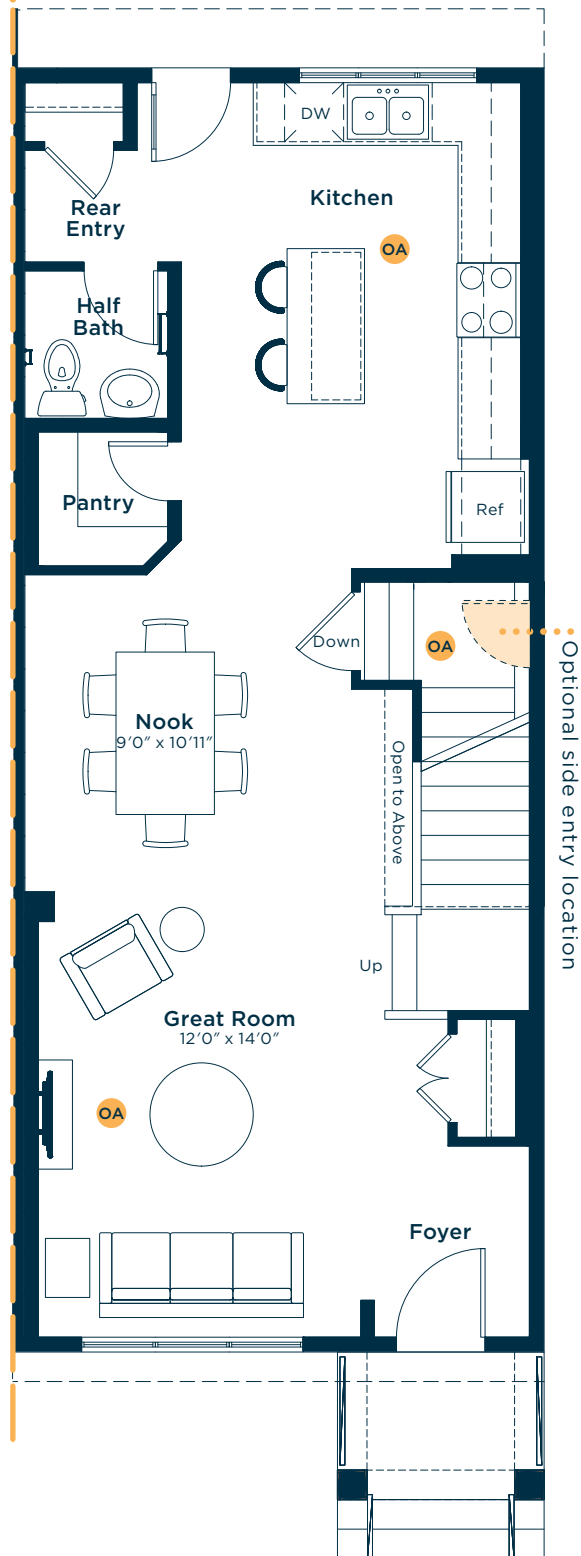 DW
Kitchen
Rear
Entry
OA
Half
Bath
Pantry
Ref
Down
OA
Optional side entry location
Nook
9'0" x 10'11"
Open to Above
Up
Great Room
12'0" x 14'0"
OA
Foyer